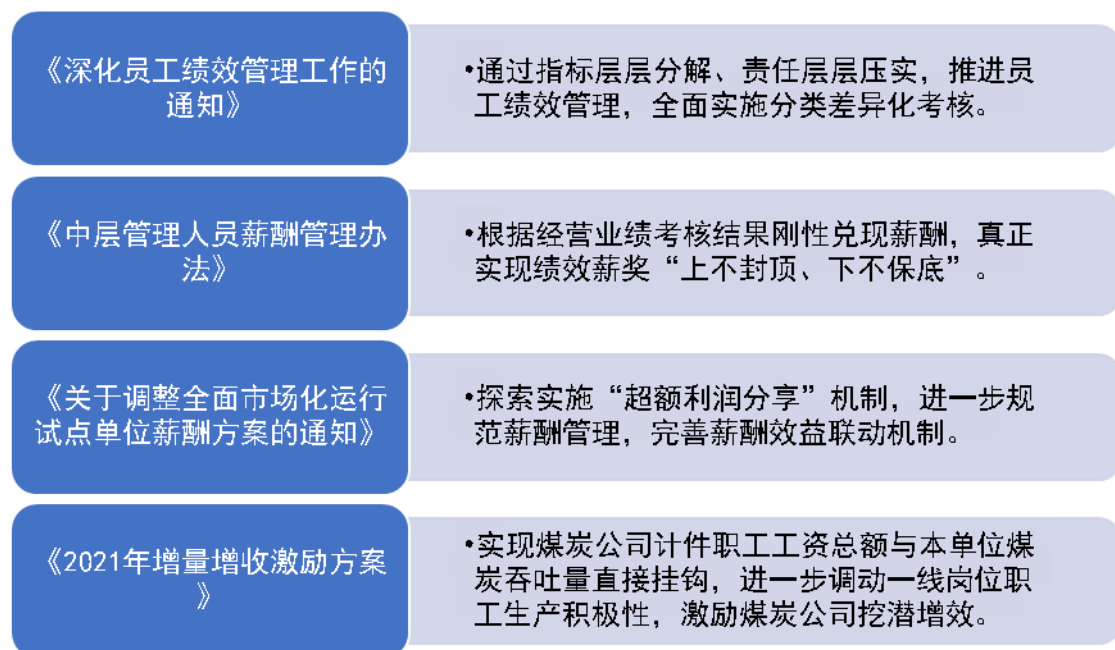 《深化员工绩效管理工作的
通知》
•通过指标层层分解、责任层层压实，推进员
工绩效管理，全面实施分类差异化考核。
《中层管理人员薪酬管理办
法》
•根据经营业绩考核结果刚性兑现薪酬，真正
实现绩效薪奖“上不封顶、下不保底”。
《关于调整全面市场化运行
试点单位薪酬方案的通知》
•探索实施“超额利润分享”机制，进一步规
范薪酬管理，完善薪酬效益联动机制。
《2021年增量增收激励方案
》
•实现煤炭公司计件职工工资总额与本单位煤
炭吞吐量直接挂钩，进一步调动一线岗位职
工生产积极性，激励煤炭公司挖潜增效。